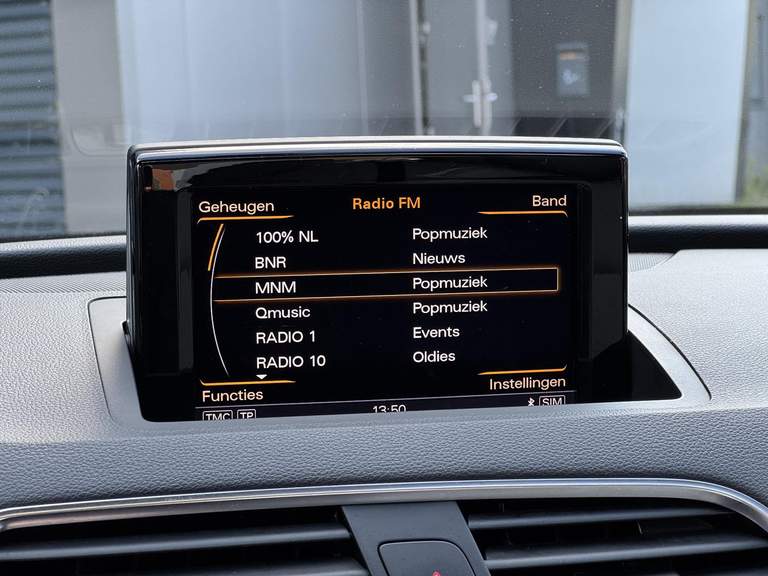 Geheugen Radio FM Band
100% NL Popmuziek
BNR Nieuws
MNM Popmuziek
Qmusic Popmuziek
RADIO 1 Events
RADIO 10 Oldies
Functies Instellingen
TMC TP 13:50 SIM